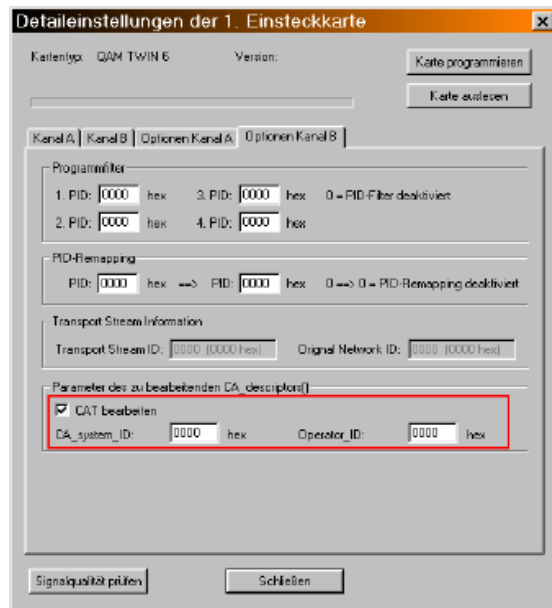 Detaileinstellungen der 1. Einsteckkarte
Kartentyp: QAM TWIN 6 Version:
Karte programmieren
Karte auslesen
Kanal A Kanal B Optionen Kanal A Optionen Kanal B
Programmfilter
1. PID: 0000 hex 3. PID: 0000 hex 0 = PID-Filter deaktiviert
2. PID: 0000 hex 4. PID: 0000 hex
PID-Remapping
PID: 0000 hex ==> PID: 0000 hex 0 ==> 0 = PID-Remapping deaktiviert
Transport Stream Information
Transport Stream ID: 0000 (0000 hex) Orignal Network ID: 0000 (0000 hex)
Parameter des zu bearbeitenden CA_descriptors()
CAT bearbeiten
CA_system_ID: 0000 hex Operator_ID: 0000 hex
Signalqualität prüfen Schließen